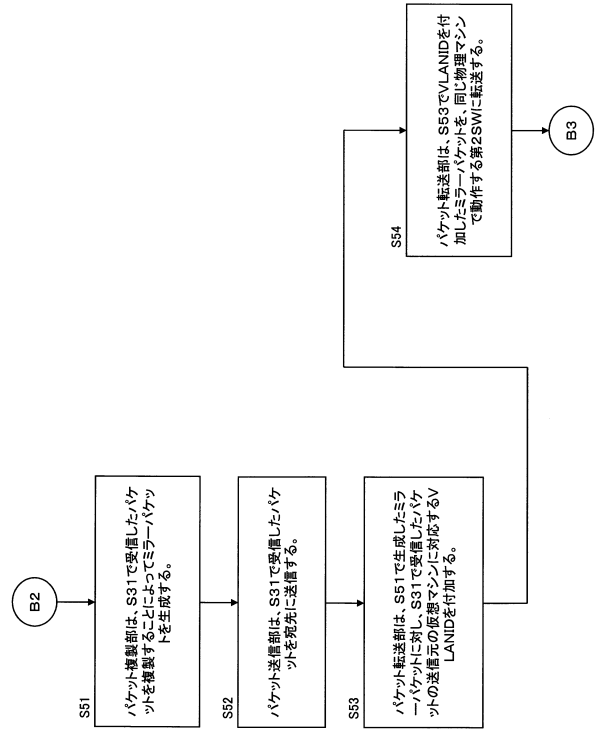 B2
S51
パケット複製部は、S31で受信したパケ
ットを複製することによってミラーパケッ
トを生成する。
S52
パケット送信部は、S31で受信したパケ
ットを宛先に送信する。
S53
パケット転送部は、S51で生成したミラ
ーパケットに対し、S31で受信したパケ
ットの送信元の仮想マシンに対応するV
LANIDを付加する。
S54
パケット転送部は、S53でVLANIDを付
加したミラーパケットを、同じ物理マシン
で動作する第2SWに転送する。
B3